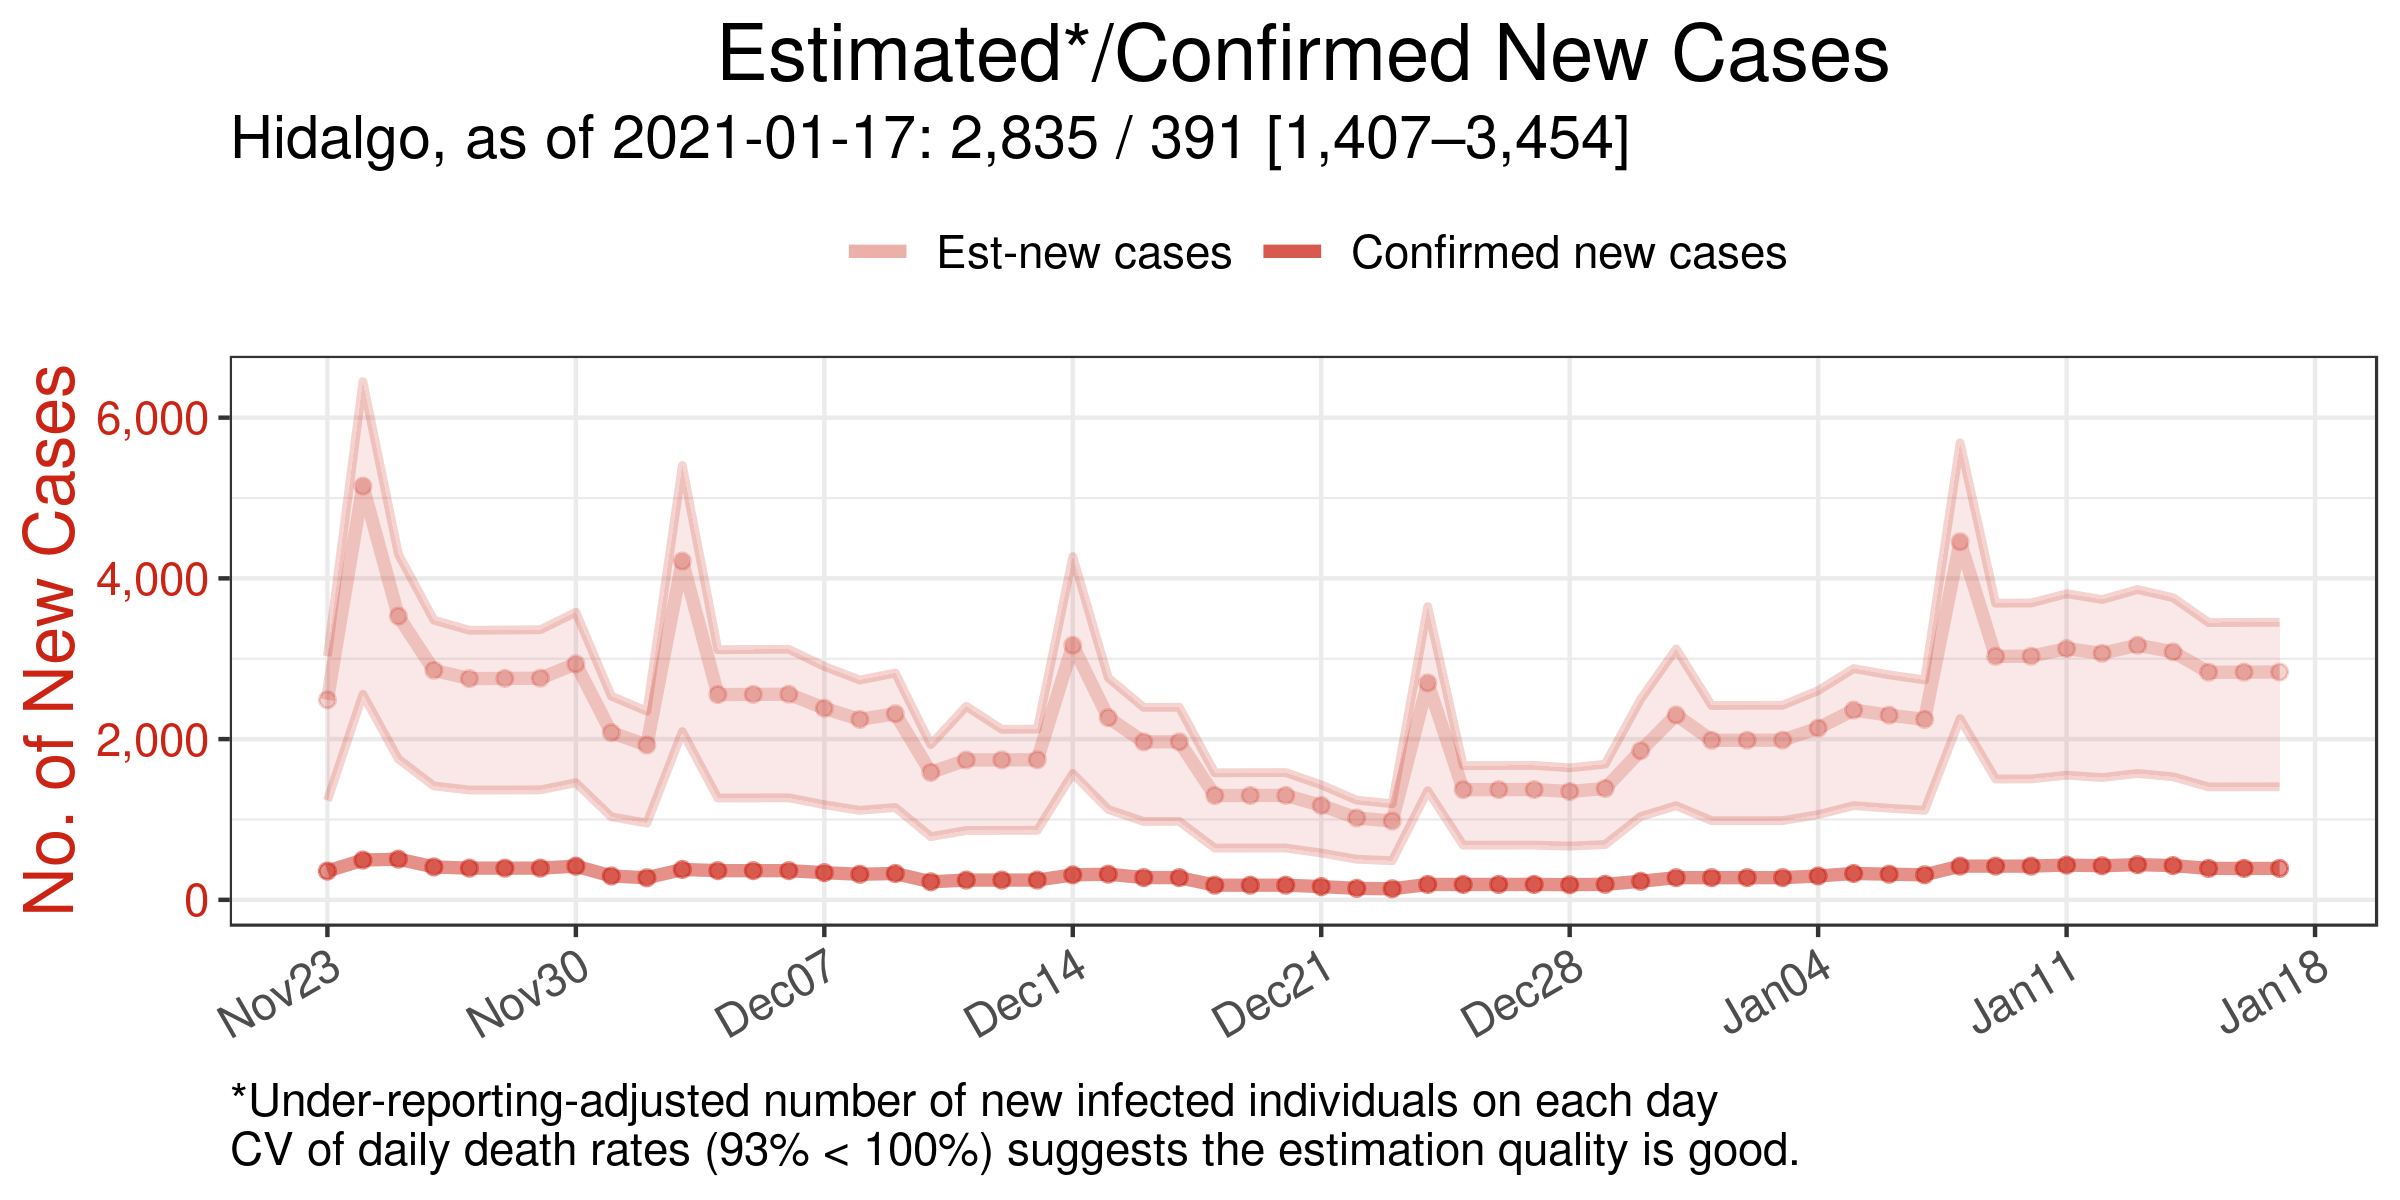 Estimated*/Confirmed New Cases
Hidalgo, as of 2021-01-17: 2,835 / 391 [1,407–3,454]
Est-new cases
Confirmed new cases
No. of New Cases
6,000
4,000
2,000
0
Nov23
Nov30
Dec07
Dec14
Dec21
Dec28
Jan04
Jan11
Jan18
*Under-reporting-adjusted number of new infected individuals on each day
CV of daily death rates (93% < 100%) suggests the estimation quality is good.